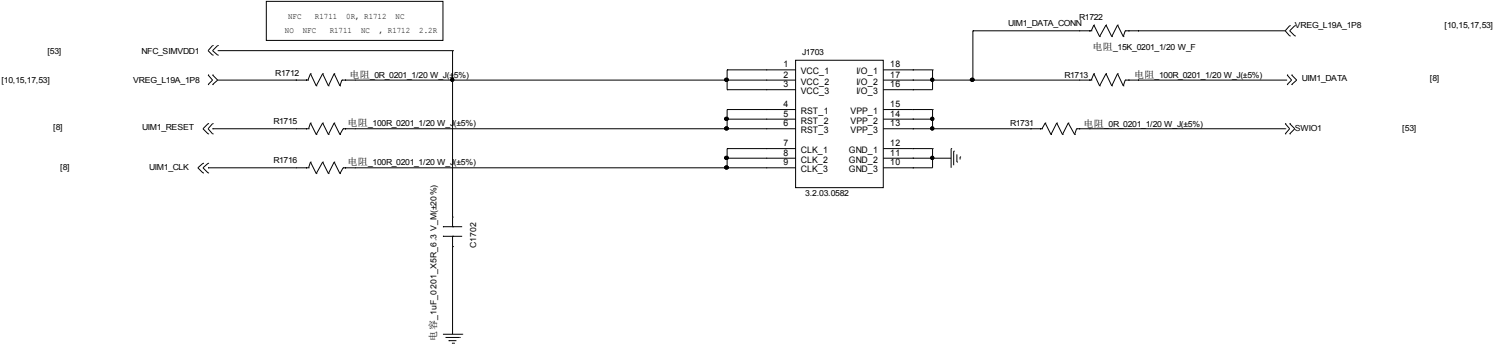 NFC R1711 0R, R1712 NC
NO NFC R1711 NC , R1712 2.2R
[53] NFC_SIMVDD1
[10,15,17,53] VREG_L19A_1P8 R1712 电阻_0R_0201_1/20 W_J(±5%)
[8] UIM1_RESET R1715 电阻_100R_0201_1/20 W_J(±5%)
[8] UIM1_CLK R1716 电阻_100R_0201_1/20 W_J(±5%)
电容_1uF_0201_X5R_6.3 V_M(±20%)
C1702
J1703
1 VCC_1 I/O_1 18
2 VCC_2 I/O_2 17
3 VCC_3 I/O_3 16
4 RST_1 VPP_1 15
5 RST_2 VPP_2 14
6 RST_3 VPP_3 13
7 CLK_1 GND_1 12
8 CLK_2 GND_2 11
9 CLK_3 GND_3 10
3.2.03.0582
UIM1_DATA_CONN R1722 VREG_L19A_1P8 [10,15,17,53]
电阻_15K_0201_1/20 W_F
R1713 电阻_100R_0201_1/20 W_J(±5%) UIM1_DATA [8]
R1731 电阻_0R_0201_1/20 W_J(±5%) SWIO1 [53]